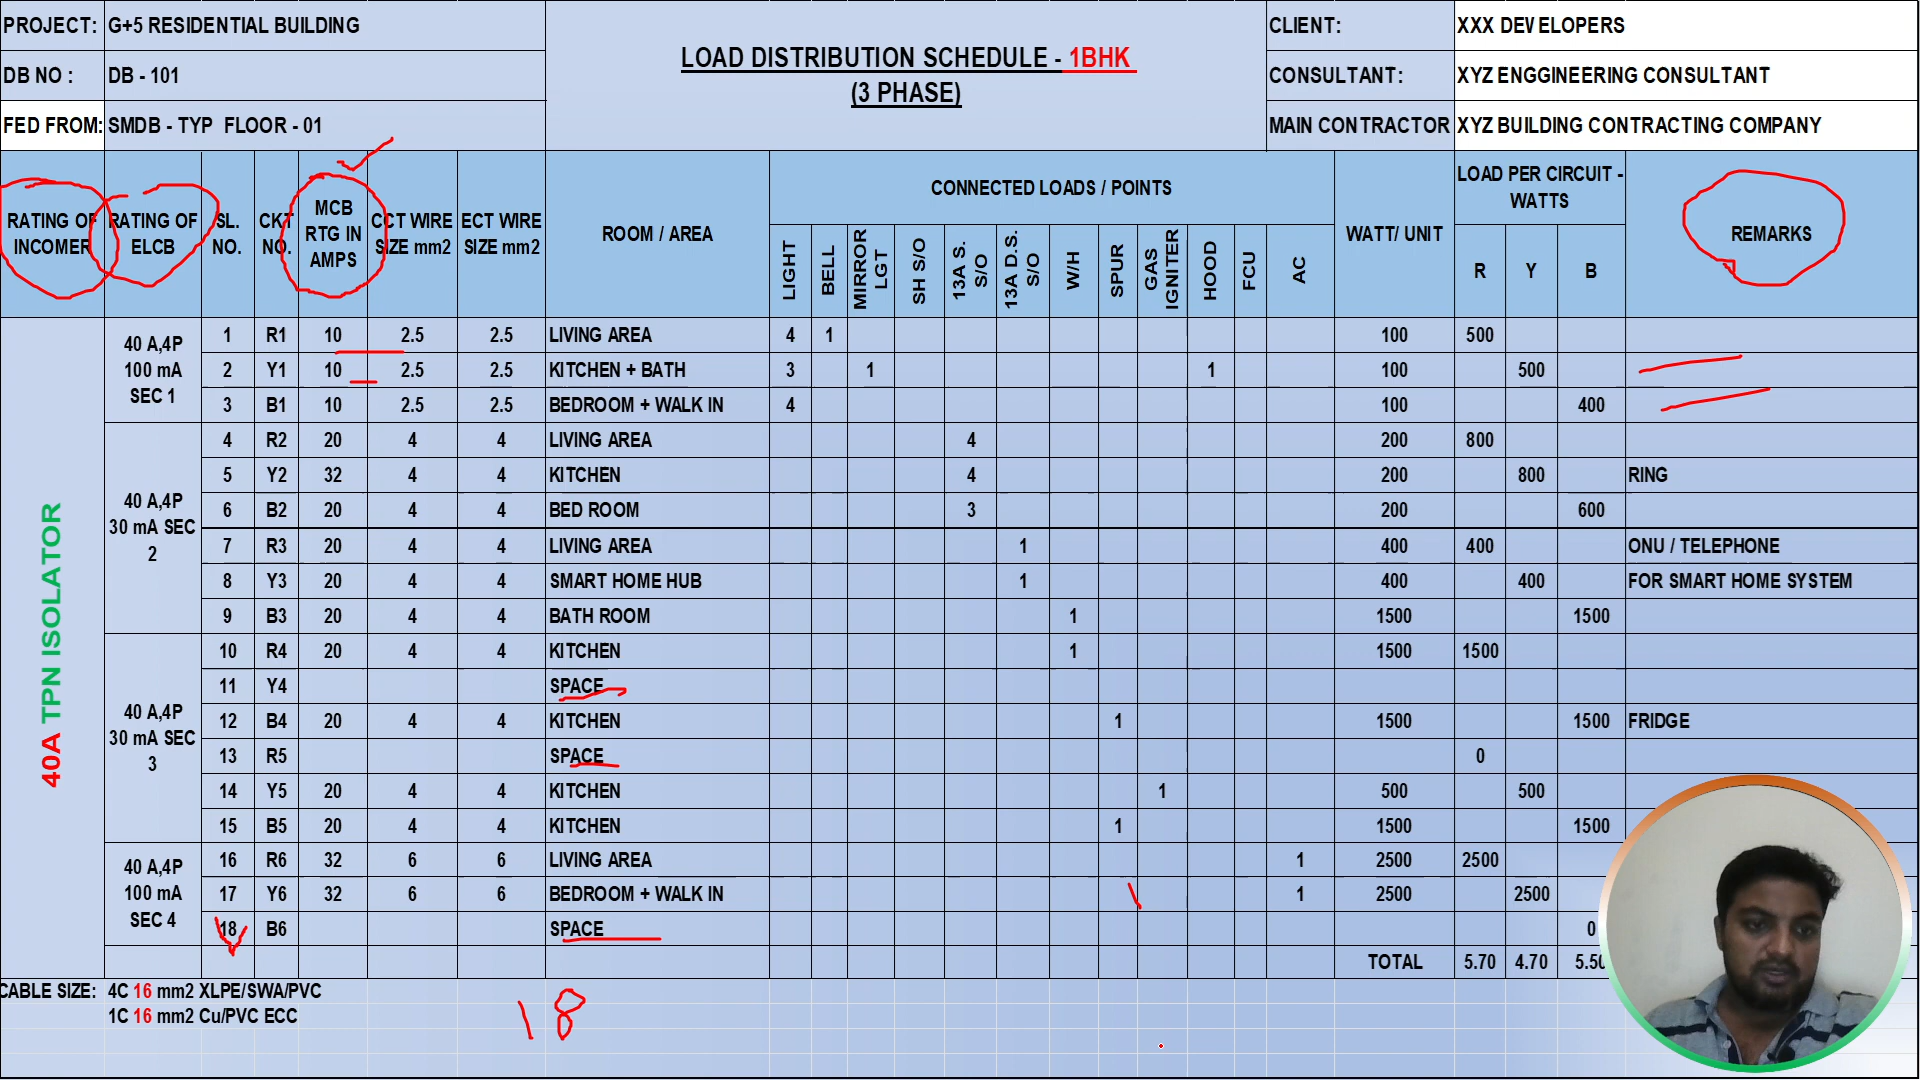 PROJECT: G+5 RESIDENTIAL BUILDING
DB NO : DB - 101
FED FROM: SMDB - TYP FLOOR - 01
LOAD DISTRIBUTION SCHEDULE - 1BHK
(3 PHASE)
CLIENT: XXX DEVELOPERS
CONSULTANT: XYZ ENGGINEERING CONSULTANT
MAIN CONTRACTOR XYZ BUILDING CONTRACTING COMPANY
RATING OF INCOMER
RATING OF ELCB
SL. NO.
CKT NO.
MCB RTG IN AMPS
CCT WIRE SIZE mm2
ECT WIRE SIZE mm2
ROOM / AREA
CONNECTED LOADS / POINTS
LIGHT
BELL
MIRROR LGT
SH S/O
13A S. S/O
13A D.S. S/O
W/H
SPUR
GAS IGNITER
HOOD
FCU
AC
WATT/ UNIT
LOAD PER CIRCUIT - WATTS
R Y B
REMARKS
40A TPN ISOLATOR
40 A,4P
100 mA
SEC 1
1 R1 10 2.5 2.5 LIVING AREA 4 1 100 500
2 Y1 10 2.5 2.5 KITCHEN + BATH 3 1 1 100 500
3 B1 10 2.5 2.5 BEDROOM + WALK IN 4 100 400
40 A,4P
30 mA SEC
2
4 R2 20 4 4 LIVING AREA 4 200 800
5 Y2 32 4 4 KITCHEN 4 200 800 RING
6 B2 20 4 4 BED ROOM 3 200 600
7 R3 20 4 4 LIVING AREA 1 400 400 ONU / TELEPHONE
8 Y3 20 4 4 SMART HOME HUB 1 400 400 FOR SMART HOME SYSTEM
9 B3 20 4 4 BATH ROOM 1 1500 1500
40 A,4P
30 mA SEC
3
10 R4 20 4 4 KITCHEN 1 1500 1500
11 Y4 SPACE
12 B4 20 4 4 KITCHEN 1 1500 1500 FRIDGE
13 R5 SPACE 0
14 Y5 20 4 4 KITCHEN 1 500 500
15 B5 20 4 4 KITCHEN 1 1500 1500
40 A,4P
100 mA
SEC 4
16 R6 32 6 6 LIVING AREA 1 2500 2500
17 Y6 32 6 6 BEDROOM + WALK IN 1 2500 2500
18 B6 SPACE 0
TOTAL 5.70 4.70 5.50
CABLE SIZE: 4C 16 mm2 XLPE/SWA/PVC
1C 16 mm2 Cu/PVC ECC
18